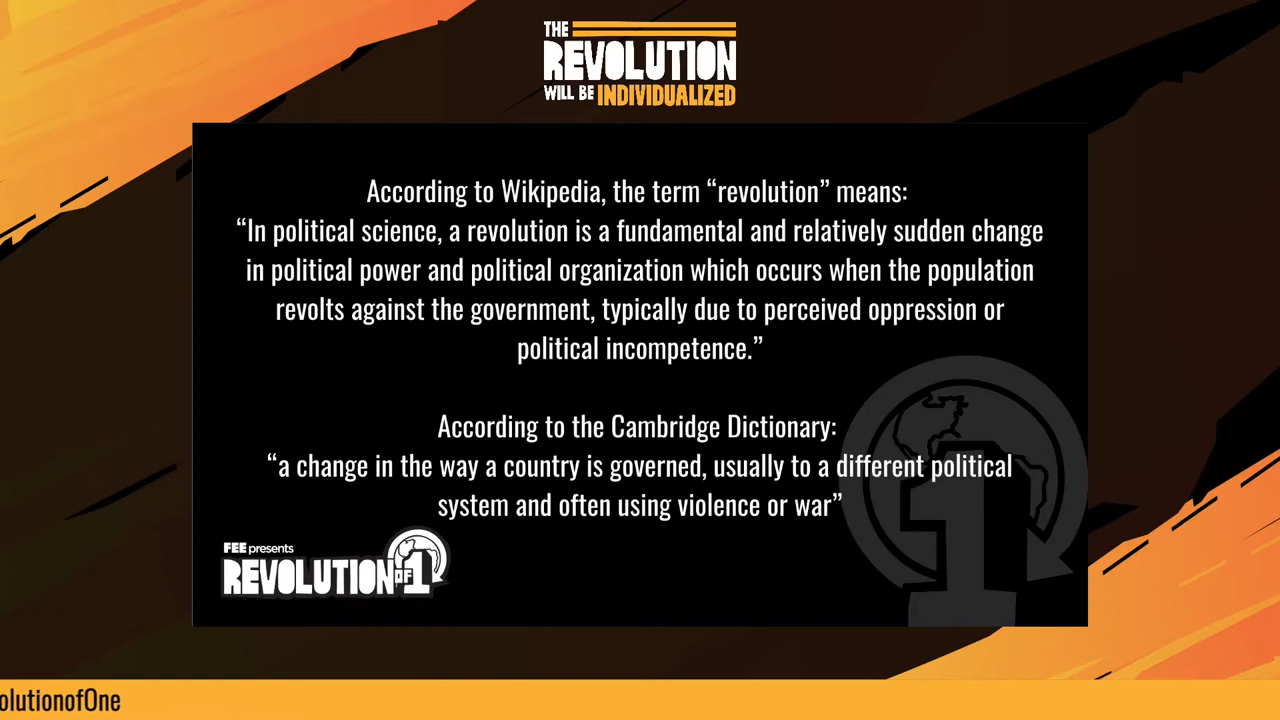 THE
REVOLUTION
WILL BE INDIVIDUALIZED
According to Wikipedia, the term “revolution” means:
“In political science, a revolution is a fundamental and relatively sudden change
in political power and political organization which occurs when the population
revolts against the government, typically due to perceived oppression or
political incompetence.”
According to the Cambridge Dictionary:
“a change in the way a country is governed, usually to a different political
system and often using violence or war”
FEE presents
REVOLUTION OF 1
1
olutionofOne